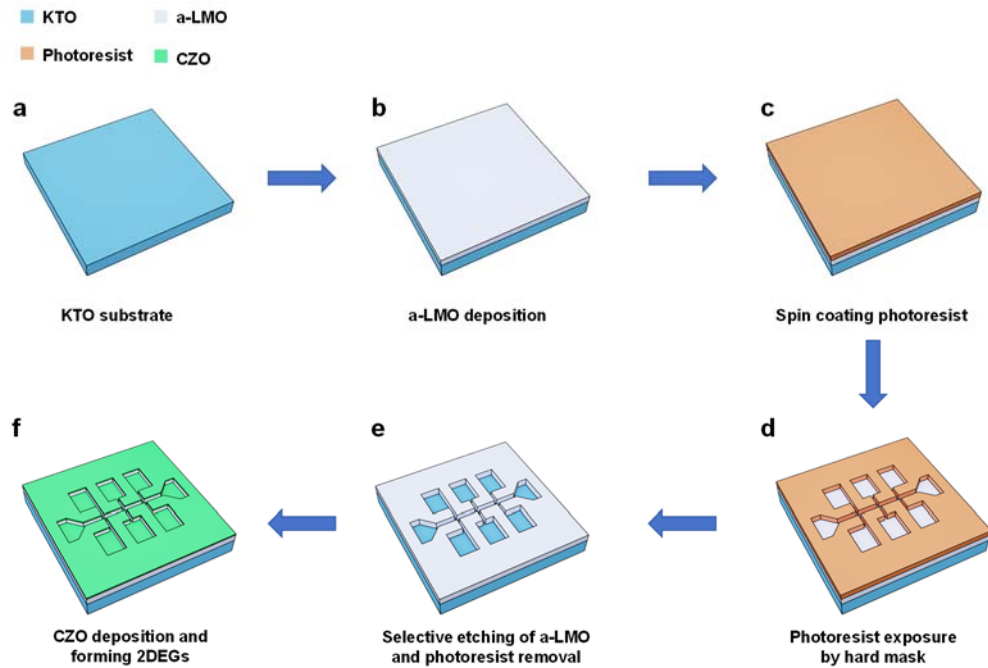 KTO
a-LMO
Photoresist
CZO
a
b
c
KTO substrate
a-LMO deposition
Spin coating photoresist
f
e
d
CZO deposition and
forming 2DEGs
Selective etching of a-LMO
and photoresist removal
Photoresist exposure
by hard mask